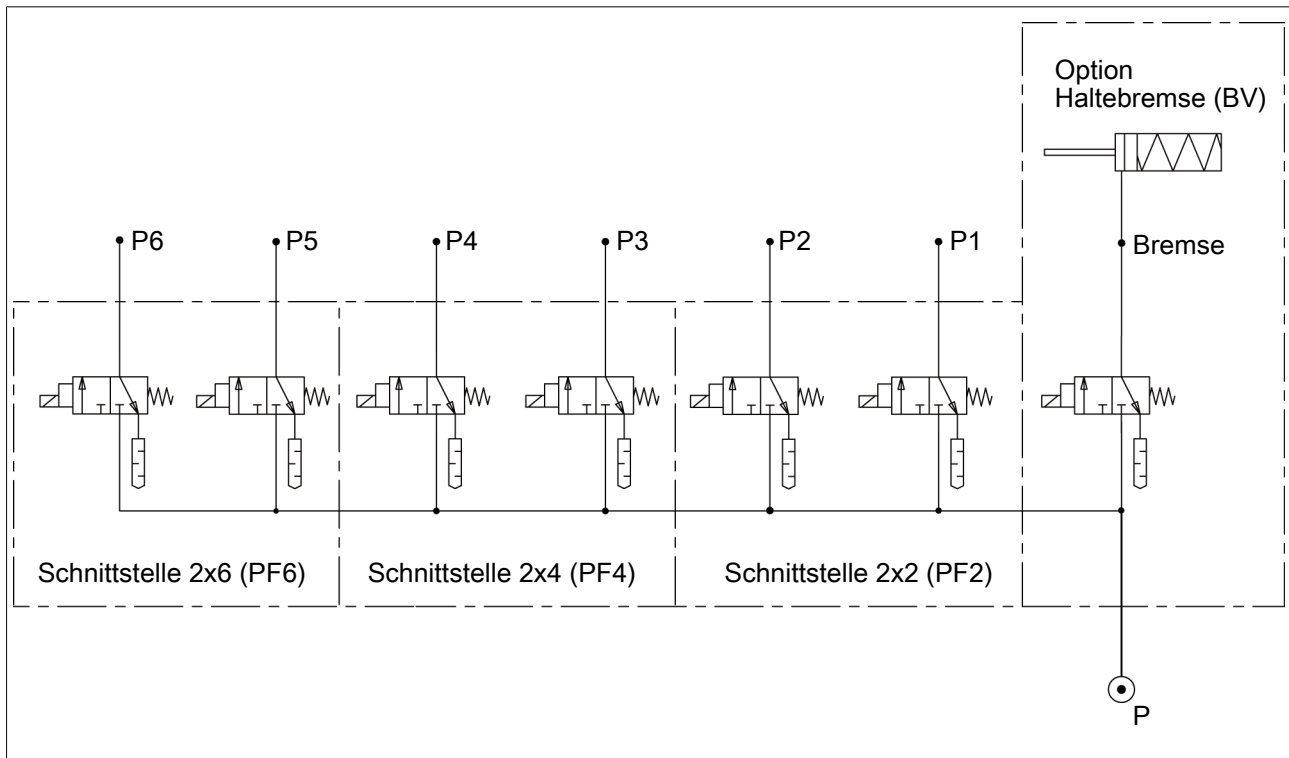 Option
Haltebremse (BV)
P6
P5
P4
P3
P2
P1
Bremse
Schnittstelle 2x6 (PF6)
Schnittstelle 2x4 (PF4)
Schnittstelle 2x2 (PF2)
P